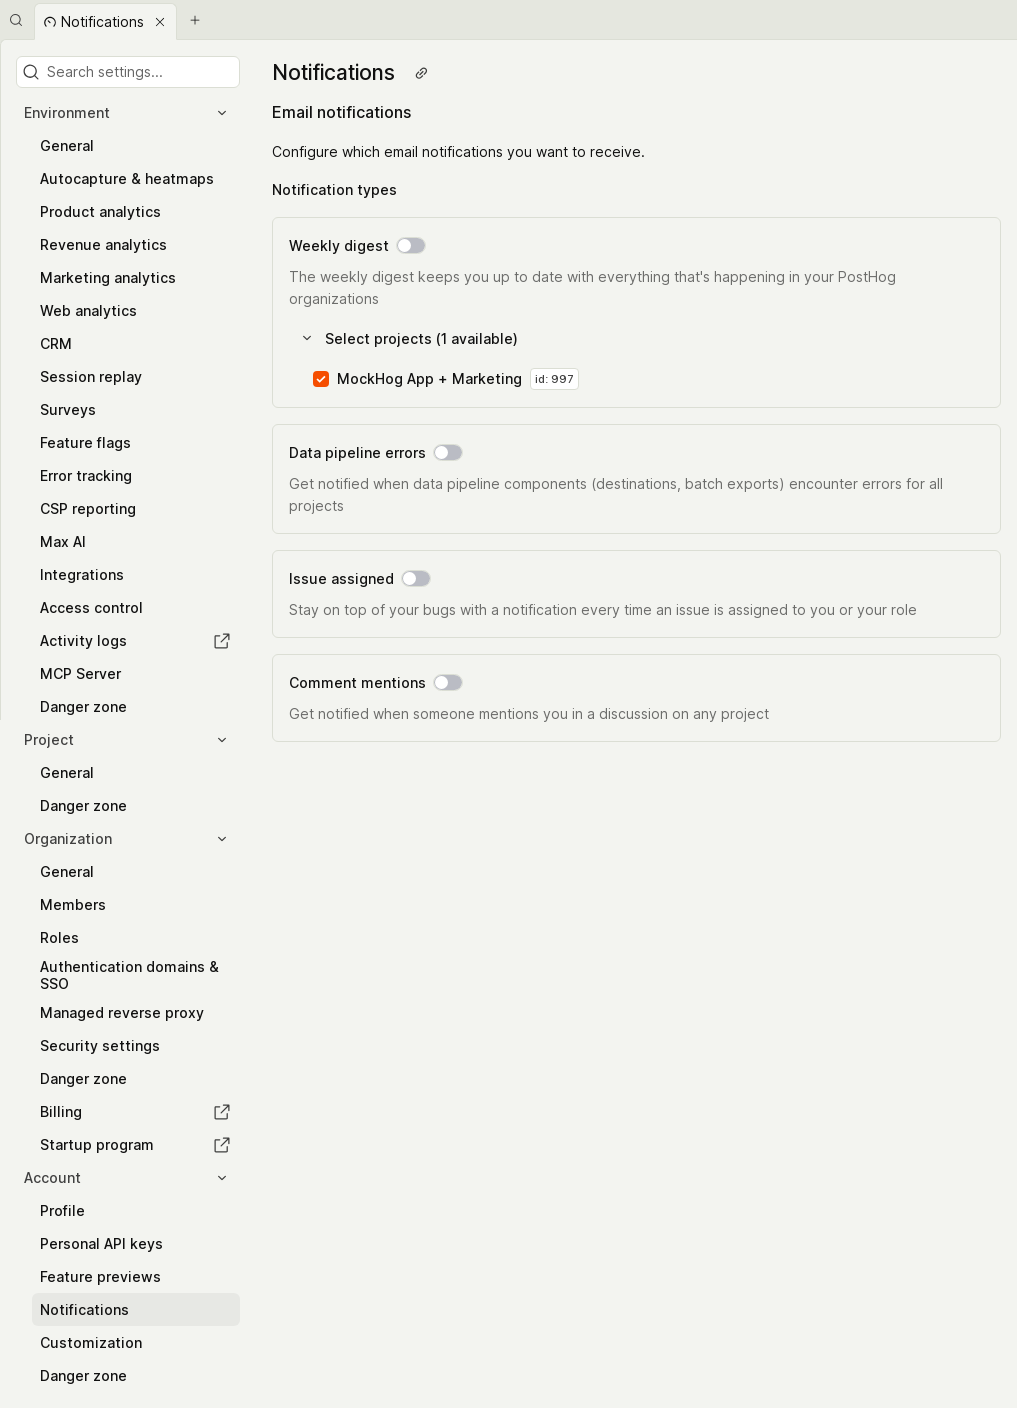 Notifications
Search settings...
Environment
General
Autocapture & heatmaps
Product analytics
Revenue analytics
Marketing analytics
Web analytics
CRM
Session replay
Surveys
Feature flags
Error tracking
CSP reporting
Max AI
Integrations
Access control
Activity logs
MCP Server
Danger zone
Project
General
Danger zone
Organization
General
Members
Roles
Authentication domains &
SSO
Managed reverse proxy
Security settings
Danger zone
Billing
Startup program
Account
Profile
Personal API keys
Feature previews
Notifications
Customization
Danger zone
Notifications
Email notifications
Configure which email notifications you want to receive.
Notification types
Weekly digest
The weekly digest keeps you up to date with everything that's happening in your PostHog
organizations
Select projects (1 available)
MockHog App + Marketing id: 997
Data pipeline errors
Get notified when data pipeline components (destinations, batch exports) encounter errors for all
projects
Issue assigned
Stay on top of your bugs with a notification every time an issue is assigned to you or your role
Comment mentions
Get notified when someone mentions you in a discussion on any project